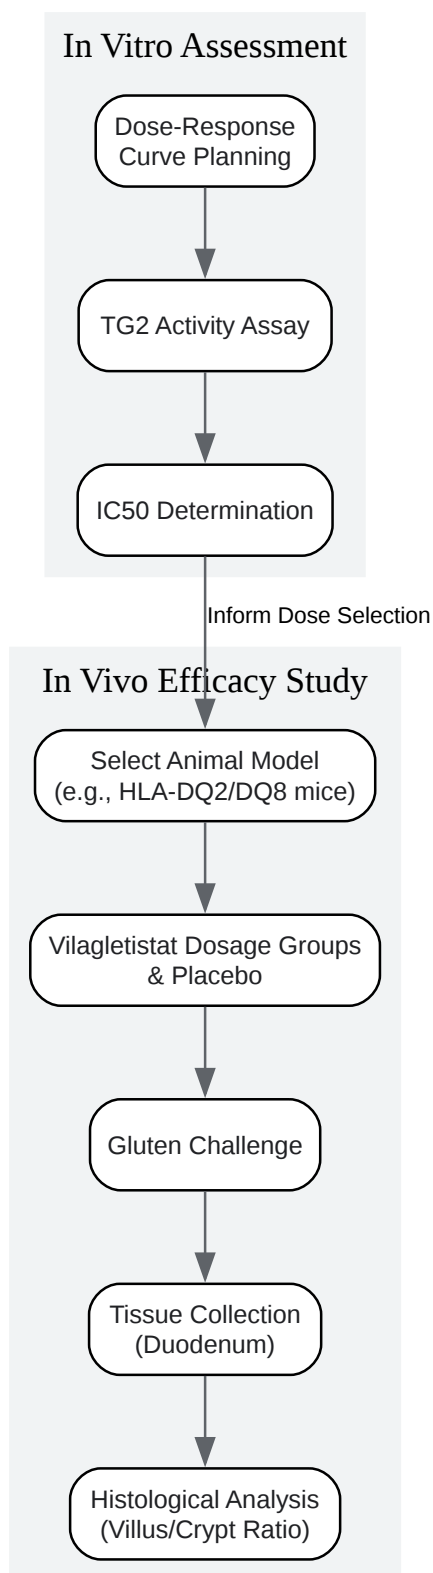 In Vitro Assessment
Dose-Response
Curve Planning
TG2 Activity Assay
IC50 Determination
Inform Dose Selection
In Vivo Efficacy Study
Select Animal Model
(e.g., HLA-DQ2/DQ8 mice)
Vilagletistat Dosage Groups
& Placebo
Gluten Challenge
Tissue Collection
(Duodenum)
Histological Analysis
(Villus/Crypt Ratio)